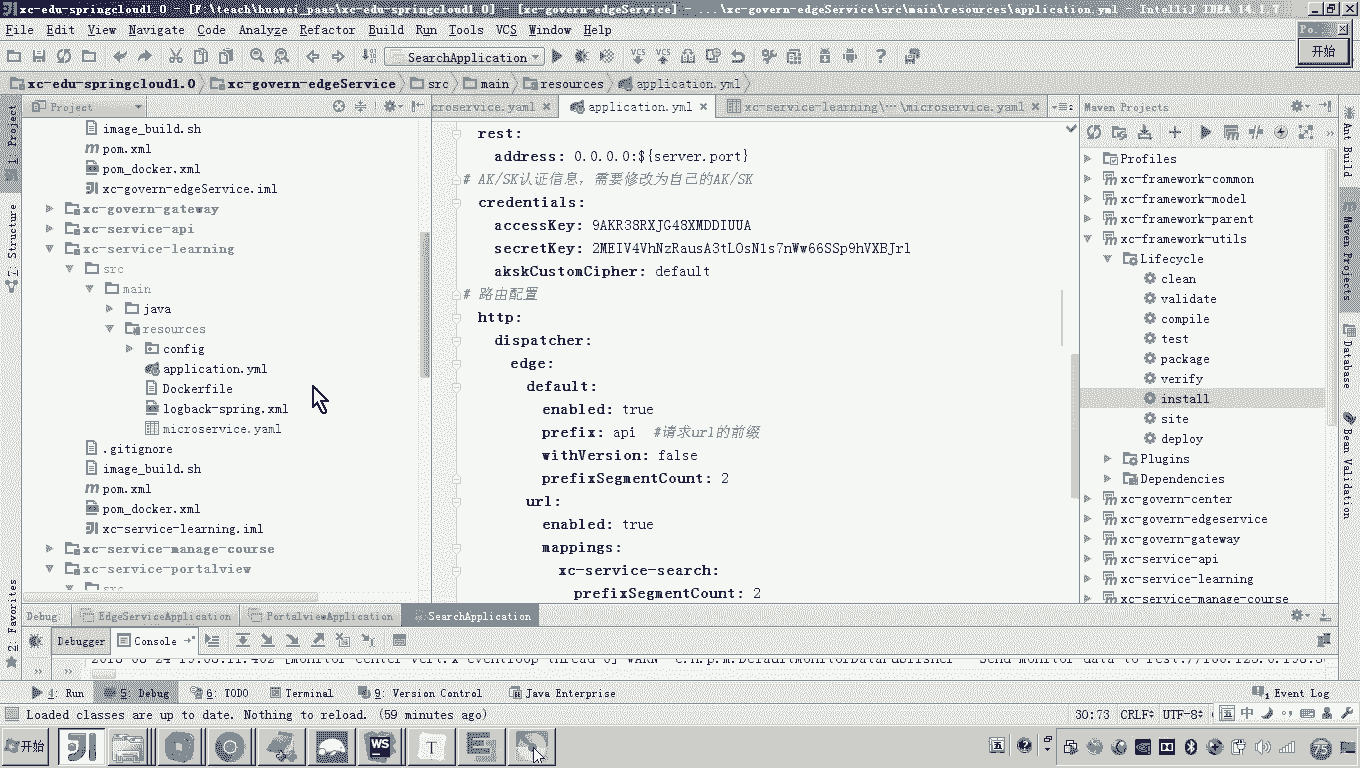 xc-edu-springcloud1.0 - [F:\teach\huawei_paas\xc-edu-springcloud1.0] - [xc-govern-edgeService] - ...\xc-govern-edgeService\src\main\resources\application.yml - IntelliJ IDEA 14.1.7
File Edit View Navigate Code Analyze Refactor Build Run Tools VCS Window Help
开始
SearchApplication
xc-edu-springcloud1.0 xc-govern-edgeService src main resources application.yml
Project
croservice.yaml application.yml xc-service-learning\…\microservice.yaml
Maven Projects
image_build.sh
pom.xml
pom_docker.xml
xc-govern-edgeService.iml
xc-govern-gateway
xc-service-api
xc-service-learning
src
main
java
resources
config
application.yml
Dockerfile
logback-spring.xml
microservice.yaml
.gitignore
image_build.sh
pom.xml
pom_docker.xml
xc-service-learning.iml
xc-service-manage-course
xc-service-portalview
src
rest:
address: 0.0.0.0:${server.port}
# AK/SK认证信息，需要修改为自己的AK/SK
credentials:
accessKey: 9AKR38RXJG48XMDDIUUA
secretKey: 2MEIV4VhNzRausA3tLOsN1s7nWw66SSp9hVXBJrl
akskCustomCipher: default
# 路由配置
http:
dispatcher:
edge:
default:
enabled: true
prefix: api #请求url的前缀
withVersion: false
prefixSegmentCount: 2
url:
enabled: true
mappings:
xc-service-search:
prefixSegmentCount: 2
Profiles
xc-framework-common
xc-framework-model
xc-framework-parent
xc-framework-utils
Lifecycle
clean
validate
compile
test
package
verify
install
site
deploy
Plugins
Dependencies
xc-govern-center
xc-govern-edgeservice
xc-govern-gateway
xc-service-api
xc-service-learning
xc-service-manage-course
1: Project
7: Structure
2: Favorites
Ant Build
Maven Projects
Database
Bean Validation
Debug: EdgeServiceApplication PortalviewApplication SearchApplication
Debugger Console
4: Run 5: Debug 6: TODO Terminal 9: Version Control Java Enterprise 1 Event Log
Loaded classes are up to date. Nothing to reload. (59 minutes ago) 30:73 CRLF UTF-8 五 中
开始 WS T 五 75